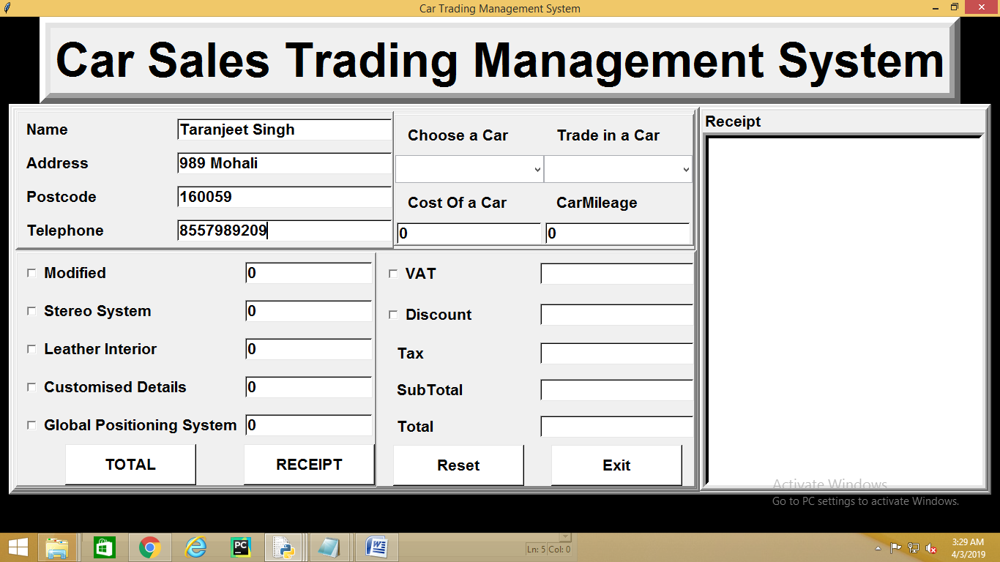 Car Trading Management System
Car Sales Trading Management System
Name Taranjeet Singh
Address 989 Mohali
Postcode 160059
Telephone 8557989209
Choose a Car Trade in a Car
Cost Of a Car CarMileage
0 0
Receipt
Modified 0
Stereo System 0
Leather Interior 0
Customised Details 0
Global Positioning System 0
TOTAL RECEIPT
VAT
Discount
Tax
SubTotal
Total
Reset Exit
Activate Windows
Go to PC settings to activate Windows.
PC
W
Ln: 5 Col: 0
3:29 AM
4/3/2019